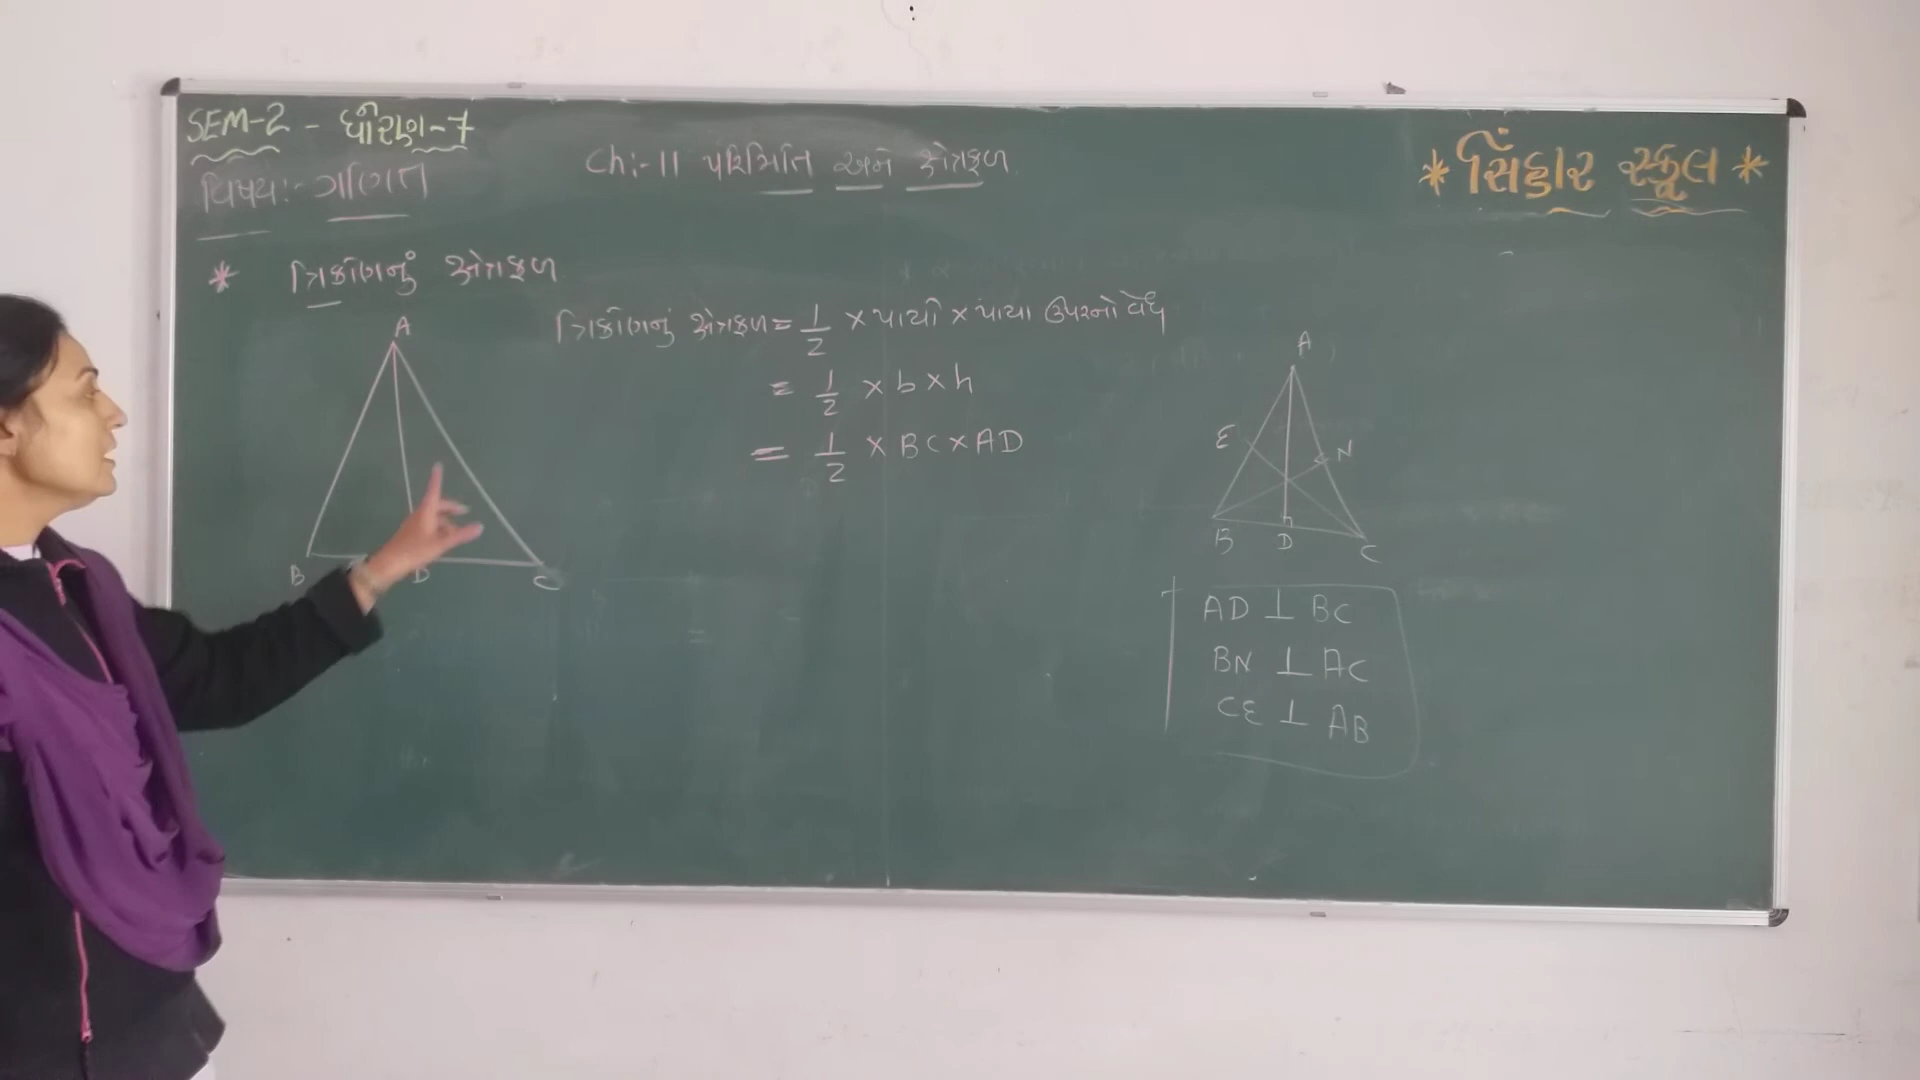 SEM-2 - ધોરણ-7
વિષય:- ગણિત
Ch:-11 પરિમિતિ અને ક્ષેત્રફળ
* સિંહાર સ્કૂલ *
* ત્રિકોણનું ક્ષેત્રફળ
ત્રિકોણનું ક્ષેત્રફળ = 1/2 × પાયો × પાયા ઉપરનો વેધ
= 1/2 × b × h
= 1/2 × BC × AD
A
B D C
A
E N
B D C
AD ⊥ BC
BN ⊥ AC
CE ⊥ AB